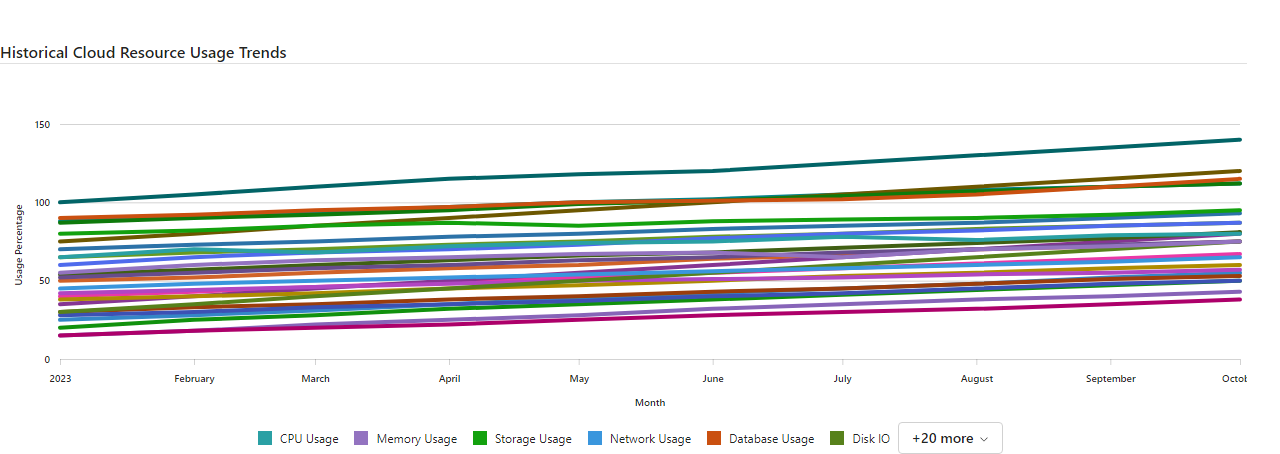 Historical Cloud Resource Usage Trends
150
100
50
0
Usage Percentage
2023 February March April May June July August September Octob
Month
CPU Usage Memory Usage Storage Usage Network Usage Database Usage Disk IO +20 more